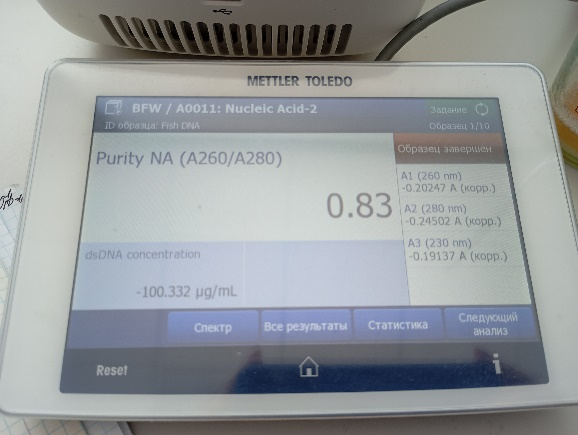 METTLER TOLEDO
BFW / A0011: Nucleic Acid-2
Задание
ID образца: Fish DNA
Образец 1/10
Purity NA (A260/A280)
0.83
Образец завершен
A1 (260 nm)
-0.20247 A (корр.)
A2 (280 nm)
-0.24502 A (корр.)
A3 (230 nm)
-0.19137 A (корр.)
dsDNA concentration
-100.332 µg/mL
Спектр
Все результаты
Статистика
Следующий
анализ
Reset
i